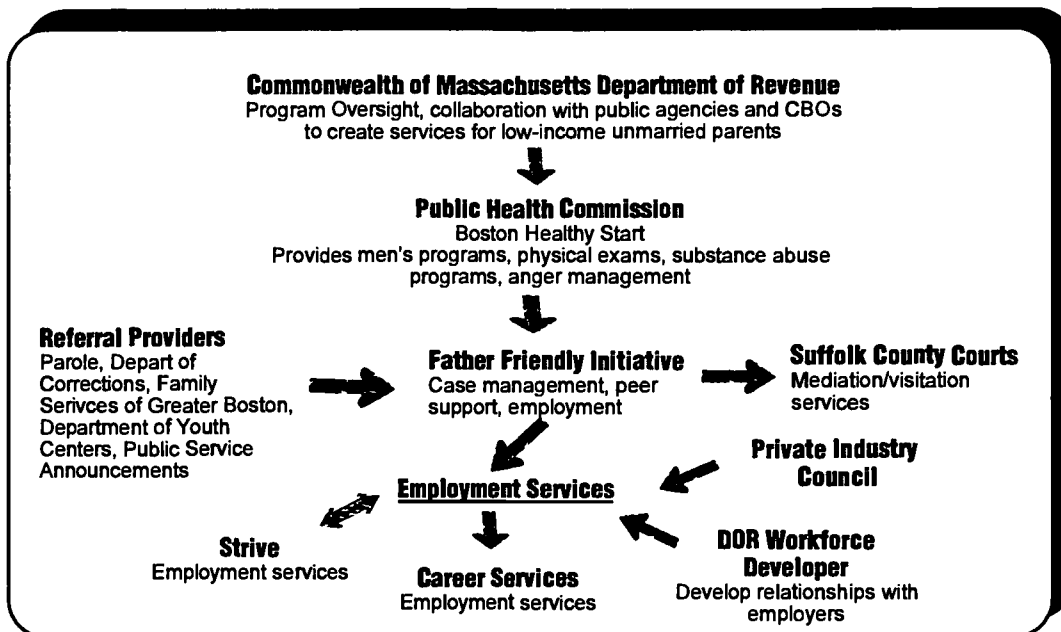 Commonwealth of Massachusetts Department of Revenue
Program Oversight, collaboration with public agencies and CBOs
to create services for low-income unmarried parents
Public Health Commission
Boston Healthy Start
Provides men's programs, physical exams, substance abuse
programs, anger management
Referral Providers
Parole, Depart of
Corrections, Family
Serivces of Greater Boston,
Department of Youth
Centers, Public Service
Announcements
Father Friendly Initiative
Case management, peer
support, employment
Suffolk County Courts
Mediation/visitation
services
Private Industry
Council
Employment Services
Strive
Employment services
Career Services
Employment services
DOR Workforce
Developer
Develop relationships with
employers